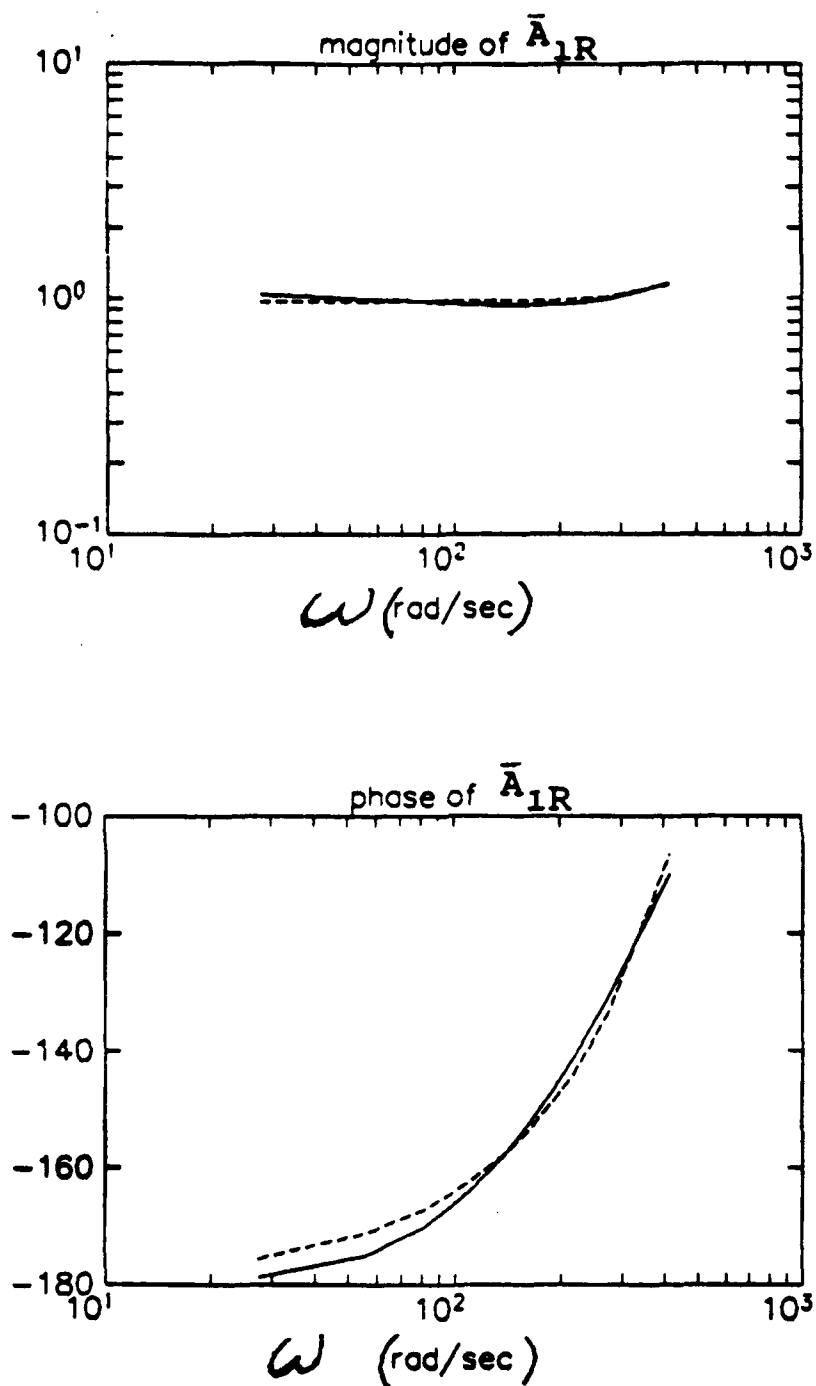 magnitude of Ā₁R
10¹
10⁰
10⁻¹
10¹ 10² 10³
ω (rad/sec)
phase of Ā₁R
-100
-120
-140
-160
-180
10¹ 10² 10³
ω (rad/sec)